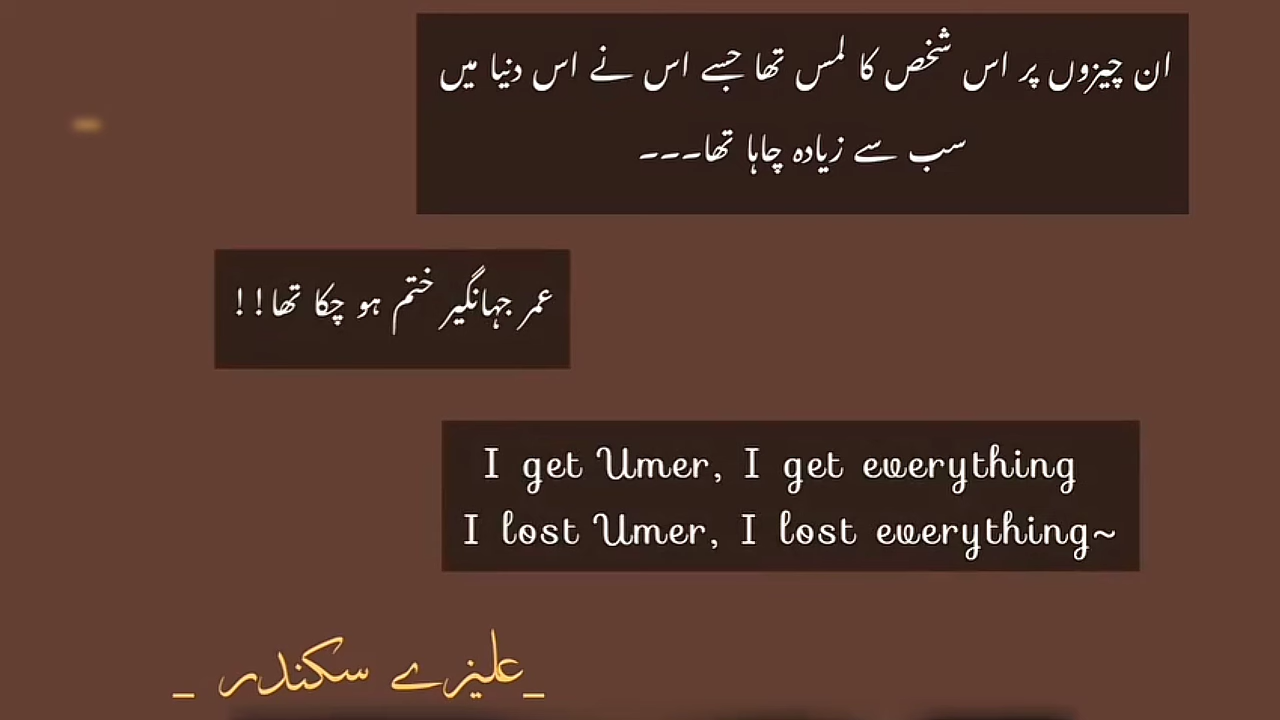 ان چیزوں پر اس شخص کا لمس تھا جسے اس نے اس دنیا میں
سب سے زیادہ چاہا تھا۔۔۔
عمر جہانگیر ختم ہو چکا تھا!!
I get Umer, I get everything
I lost Umer, I lost everything~
_علیزے سکندر _